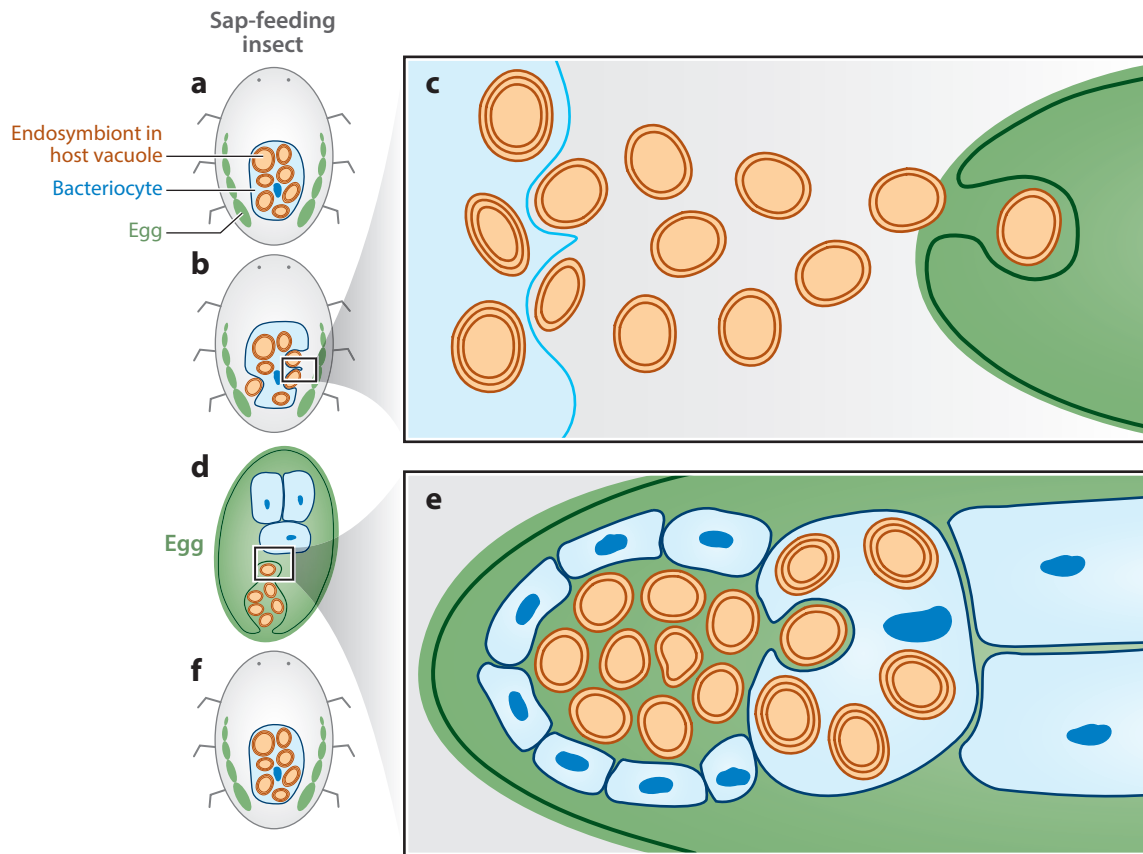 Sap-feeding
insect
a
Endosymbiont in
host vacuole
Bacteriocyte
Egg
b
c
d
Egg
e
f